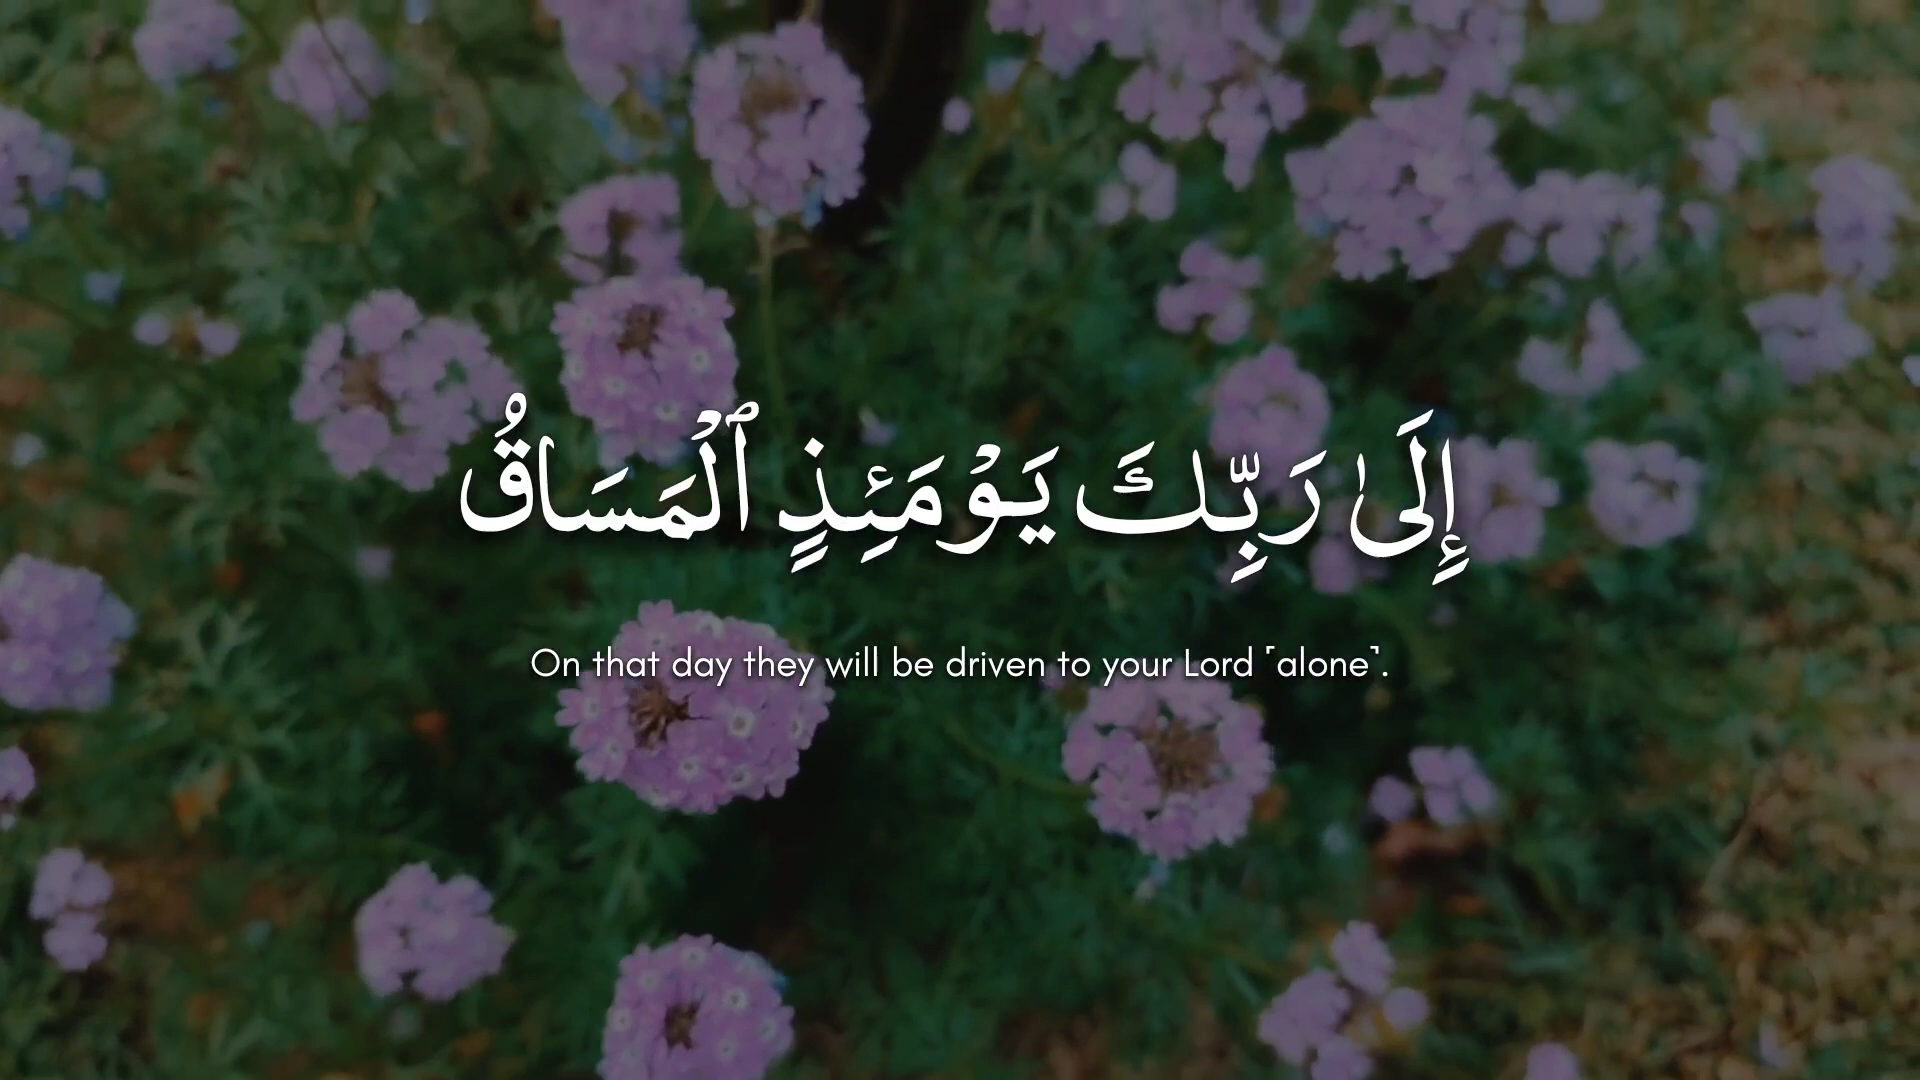 إِلَىٰ رَبِّكَ يَوْمَئِذٍ ٱلْمَسَاقُ
On that day they will be driven to your Lord ˹alone˺.